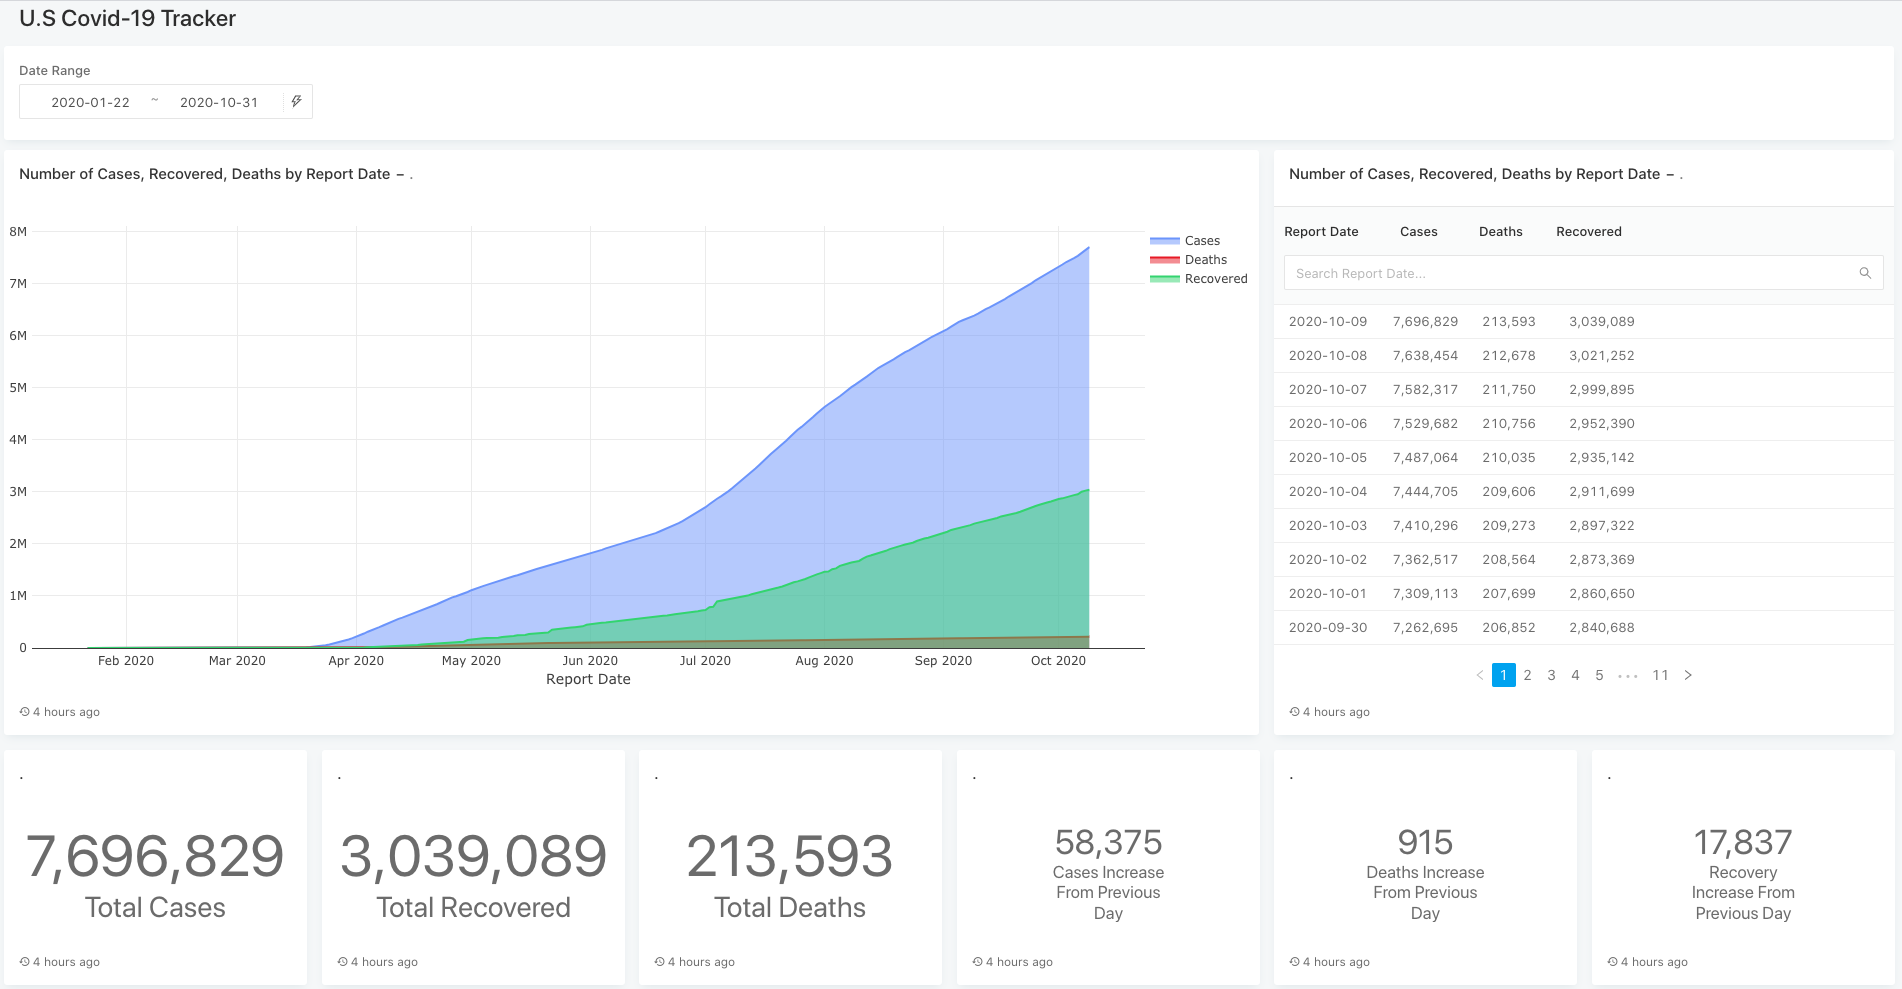 U.S Covid-19 Tracker
Date Range
2020-01-22 ~ 2020-10-31
Number of Cases, Recovered, Deaths by Report Date – .
8M
7M
6M
5M
4M
3M
2M
1M
0
Feb 2020 Mar 2020 Apr 2020 May 2020 Jun 2020 Jul 2020 Aug 2020 Sep 2020 Oct 2020
Report Date
Cases
Deaths
Recovered
4 hours ago
Number of Cases, Recovered, Deaths by Report Date – .
Report Date Cases Deaths Recovered
Search Report Date...
2020-10-09 7,696,829 213,593 3,039,089
2020-10-08 7,638,454 212,678 3,021,252
2020-10-07 7,582,317 211,750 2,999,895
2020-10-06 7,529,682 210,756 2,952,390
2020-10-05 7,487,064 210,035 2,935,142
2020-10-04 7,444,705 209,606 2,911,699
2020-10-03 7,410,296 209,273 2,897,322
2020-10-02 7,362,517 208,564 2,873,369
2020-10-01 7,309,113 207,699 2,860,650
2020-09-30 7,262,695 206,852 2,840,688
< 1 2 3 4 5 ••• 11 >
4 hours ago
.
7,696,829
Total Cases
4 hours ago
.
3,039,089
Total Recovered
4 hours ago
.
213,593
Total Deaths
4 hours ago
.
58,375
Cases Increase
From Previous
Day
4 hours ago
.
915
Deaths Increase
From Previous
Day
4 hours ago
.
17,837
Recovery
Increase From
Previous Day
4 hours ago